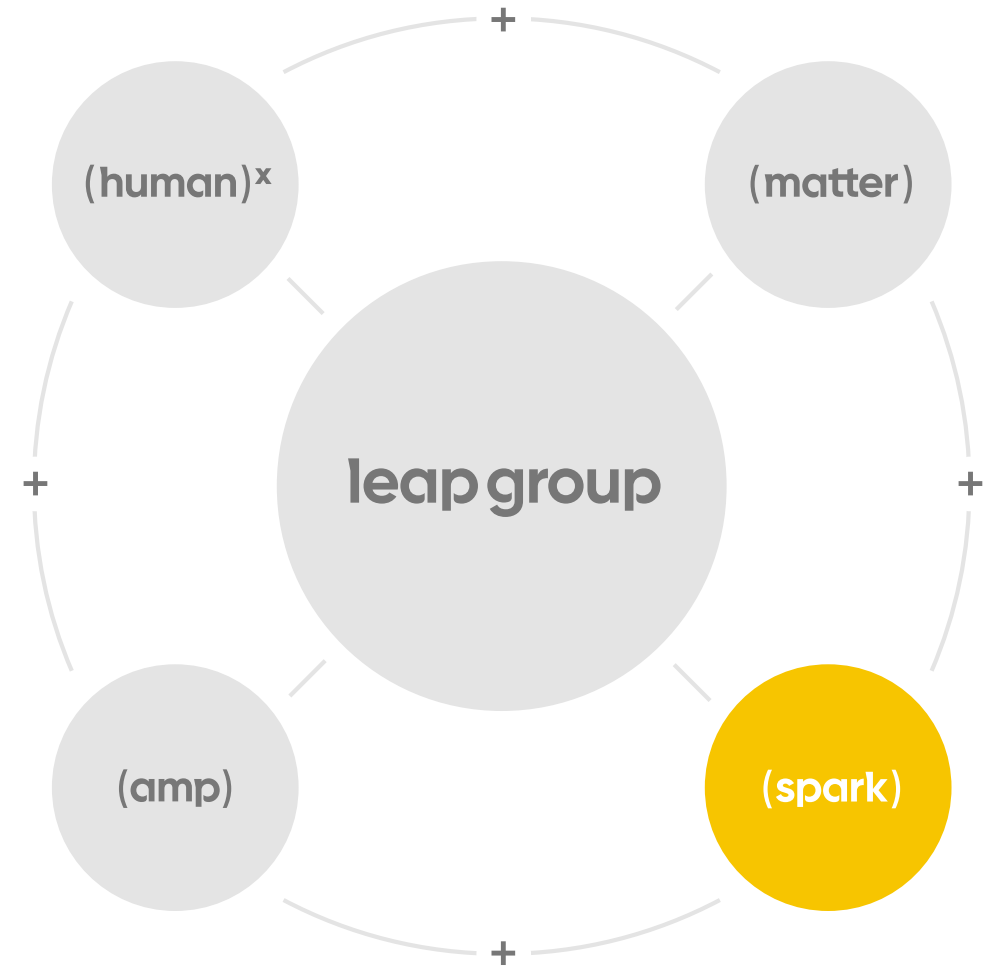 +
(human)ˣ
(matter)
leap group
+
+
(amp)
(spark)
+